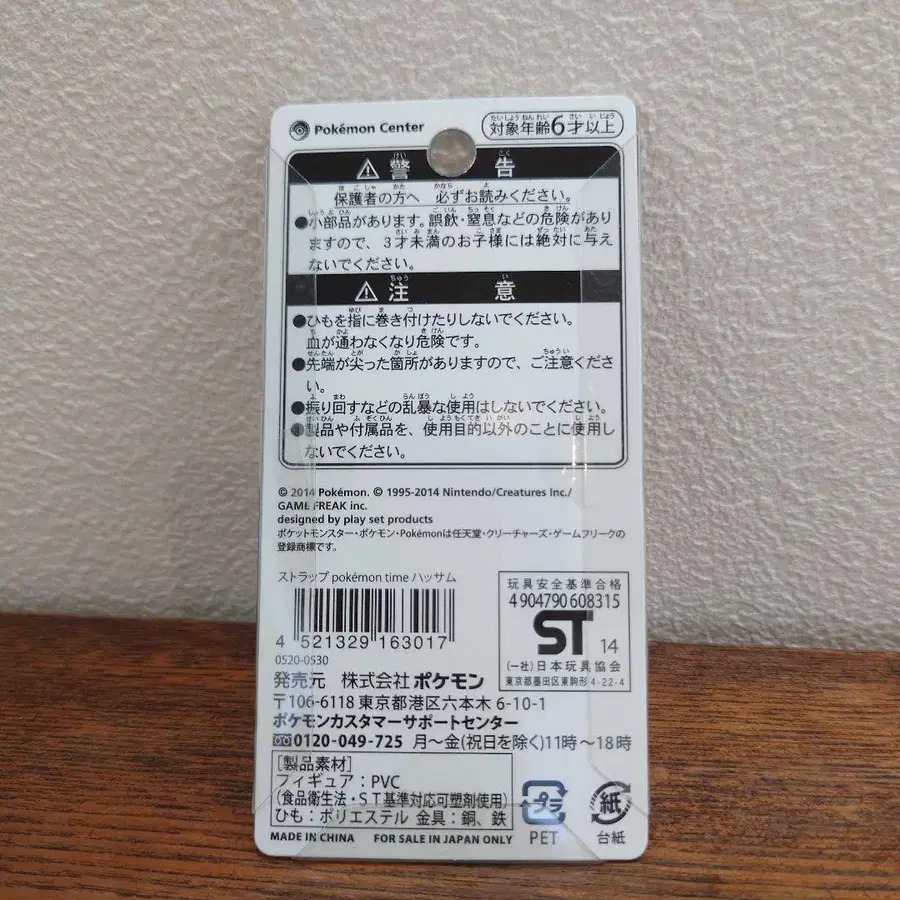 Pokémon Center
対象年齢6才以上
⚠警告
保護者の方へ 必ずお読みください。
●小部品があります。誤飲・窒息などの危険があり
ますので、3才未満のお子様には絶対に与え
ないでください。
⚠注意
●ひもを指に巻き付けたりしないでください。
血が通わなくなり危険です。
●先端が尖った箇所がありますので、ご注意くださ
い。
●振り回すなどの乱暴な使用はしないでください。
●製品や付属品を、使用目的以外のことに使用し
ないでください。
© 2014 Pokémon. © 1995-2014 Nintendo/Creatures Inc./
GAME FREAK inc.
designed by play set products
ポケットモンスター・ポケモン・Pokémonは任天堂・クリーチャーズ・ゲームフリークの
登録商標です。
ストラップ pokémon time ハッサム
4 521329 163017
0520-0530
玩具安全基準合格
4904790608315
ST 14
(一社)日本玩具協会
東京都墨田区東駒形 4-22-4
発売元 株式会社ポケモン
〒106-6118 東京都港区六本木 6-10-1
ポケモンカスタマーサポートセンター
0120-049-725 月～金(祝日を除く)11時～18時
[製品素材]
フィギュア：PVC
(食品衛生法・ST基準対応可塑剤使用)
ひも：ポリエステル 金具：銅、鉄
プラ
PET
紙
台紙
MADE IN CHINA FOR SALE IN JAPAN ONLY